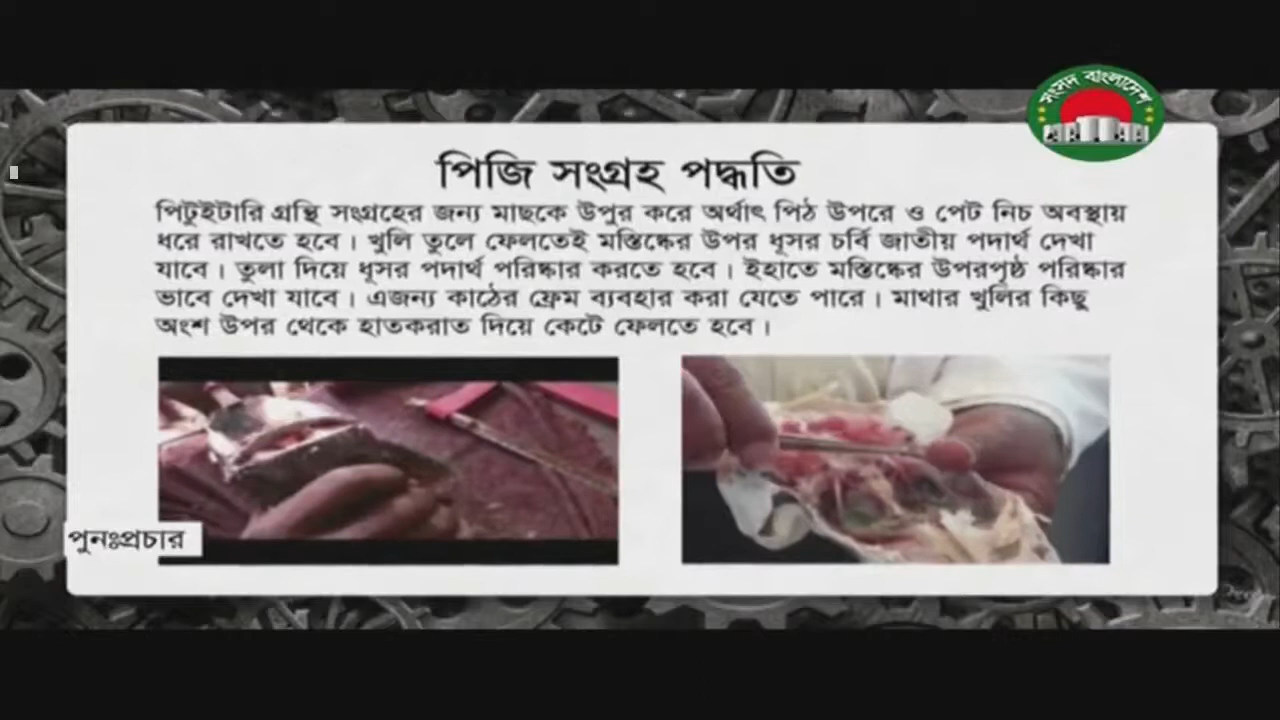 সংসদ বাংলাদেশ
পিজি সংগ্রহ পদ্ধতি
পিটুইটারি গ্রন্থি সংগ্রহের জন্য মাছকে উপুর করে অর্থাৎ পিঠ উপরে ও পেট নিচ অবস্থায়
ধরে রাখতে হবে। খুলি তুলে ফেলতেই মস্তিষ্কের উপর ধূসর চর্বি জাতীয় পদার্থ দেখা
যাবে। তুলা দিয়ে ধূসর পদার্থ পরিষ্কার করতে হবে। ইহাতে মস্তিষ্কের উপরপৃষ্ঠ পরিষ্কার
ভাবে দেখা যাবে। এজন্য কাঠের ফ্রেম ব্যবহার করা যেতে পারে। মাথার খুলির কিছু
অংশ উপর থেকে হাতকরাত দিয়ে কেটে ফেলতে হবে।
পুনঃপ্রচার